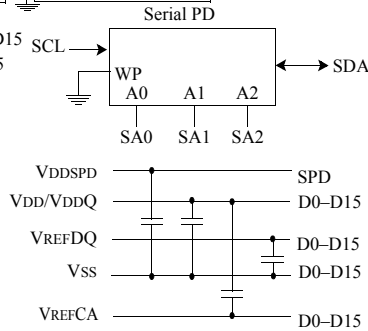 Serial PD
D15
5
SCL
SDA
WP
A0 A1 A2
SA0 SA1 SA2
VDDSPD SPD
VDD/VDDQ D0–D15
VREFDQ D0–D15
VSS D0–D15
VREFCA D0–D15